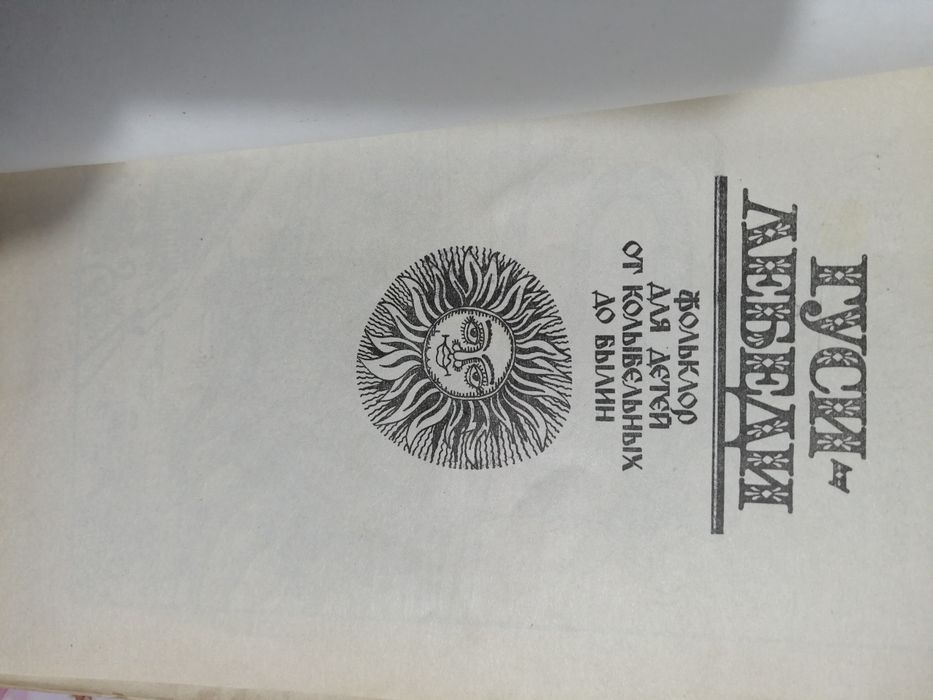 ГУСИ-
ЛЕБЕДИ
ФОЛЬКЛОР
ДЛЯ ДЕТЕЙ
ОТ КОЛЫБЕЛЬНЫХ
ДО БЫЛИН